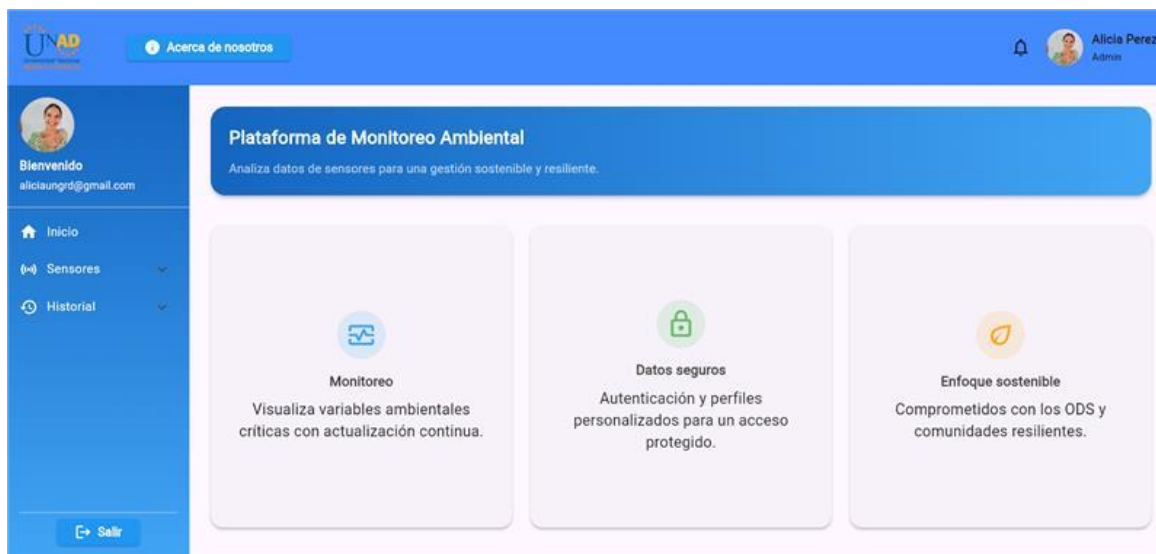 UNAD
Acerca de nosotros
Alicia Perez
Admin
Bienvenido
aliciaungrd@gmail.com
Inicio
Sensores
Historial
Salir
Plataforma de Monitoreo Ambiental
Analiza datos de sensores para una gestión sostenible y resiliente.
Monitoreo
Visualiza variables ambientales
críticas con actualización continua.
Datos seguros
Autenticación y perfiles
personalizados para un acceso
protegido.
Enfoque sostenible
Comprometidos con los ODS y
comunidades resilientes.